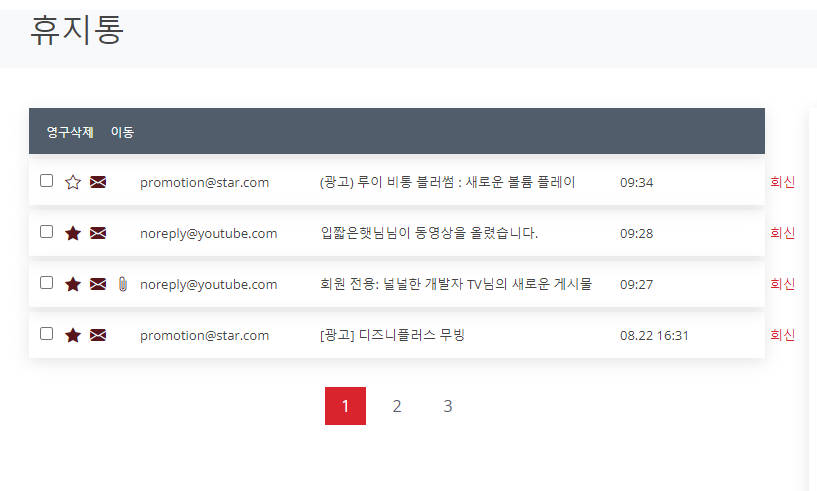 휴지통
영구삭제 이동
promotion@star.com (광고) 루이 비통 블러썸 : 새로운 볼륨 플레이 09:34 회신
noreply@youtube.com 입짧은햇님님이 동영상을 올렸습니다. 09:28 회신
noreply@youtube.com 회원 전용: 널널한 개발자 TV님의 새로운 게시물 09:27 회신
promotion@star.com [광고] 디즈니플러스 무빙 08.22 16:31 회신
1 2 3